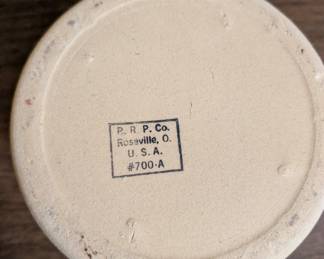 P. R. P. Co.
Roseville, O.
U. S. A.
#700-A